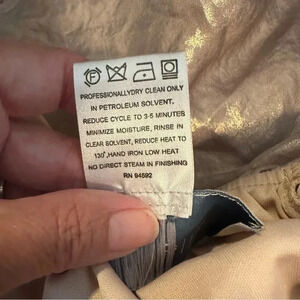 F
PROFESSIONALLYDRY CLEAN ONLY
IN PETROLEUM SOLVENT,
REDUCE CYCLE TO 3-5 MINUTES
MINIMIZE MOISTURE, RINSE IN
CLEAR SOLVENT, REDUCE HEAT TO
130°,HAND IRON LOW HEAT
NO DIRECT STEAM IN FINISHING
RN 94592